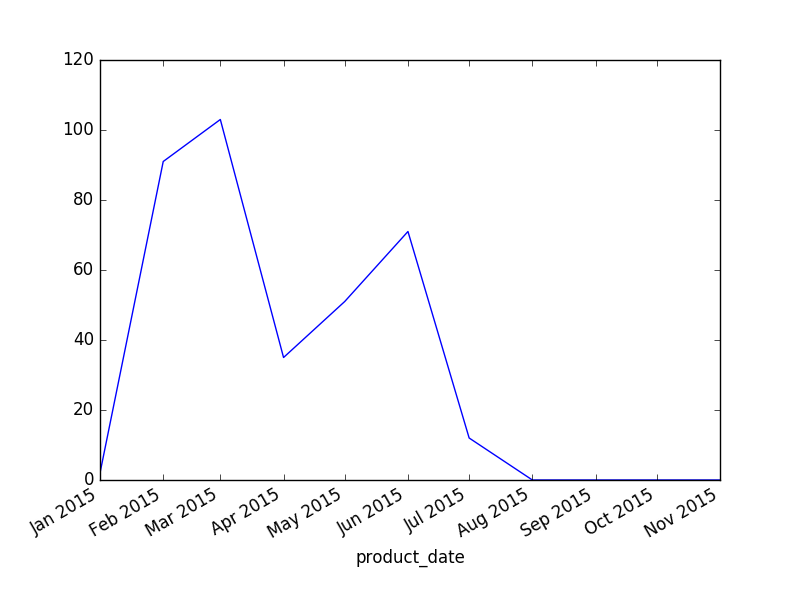 120
100
80
60
40
20
0
Jan 2015
Feb 2015
Mar 2015
Apr 2015
May 2015
Jun 2015
Jul 2015
Aug 2015
Sep 2015
Oct 2015
Nov 2015
product_date